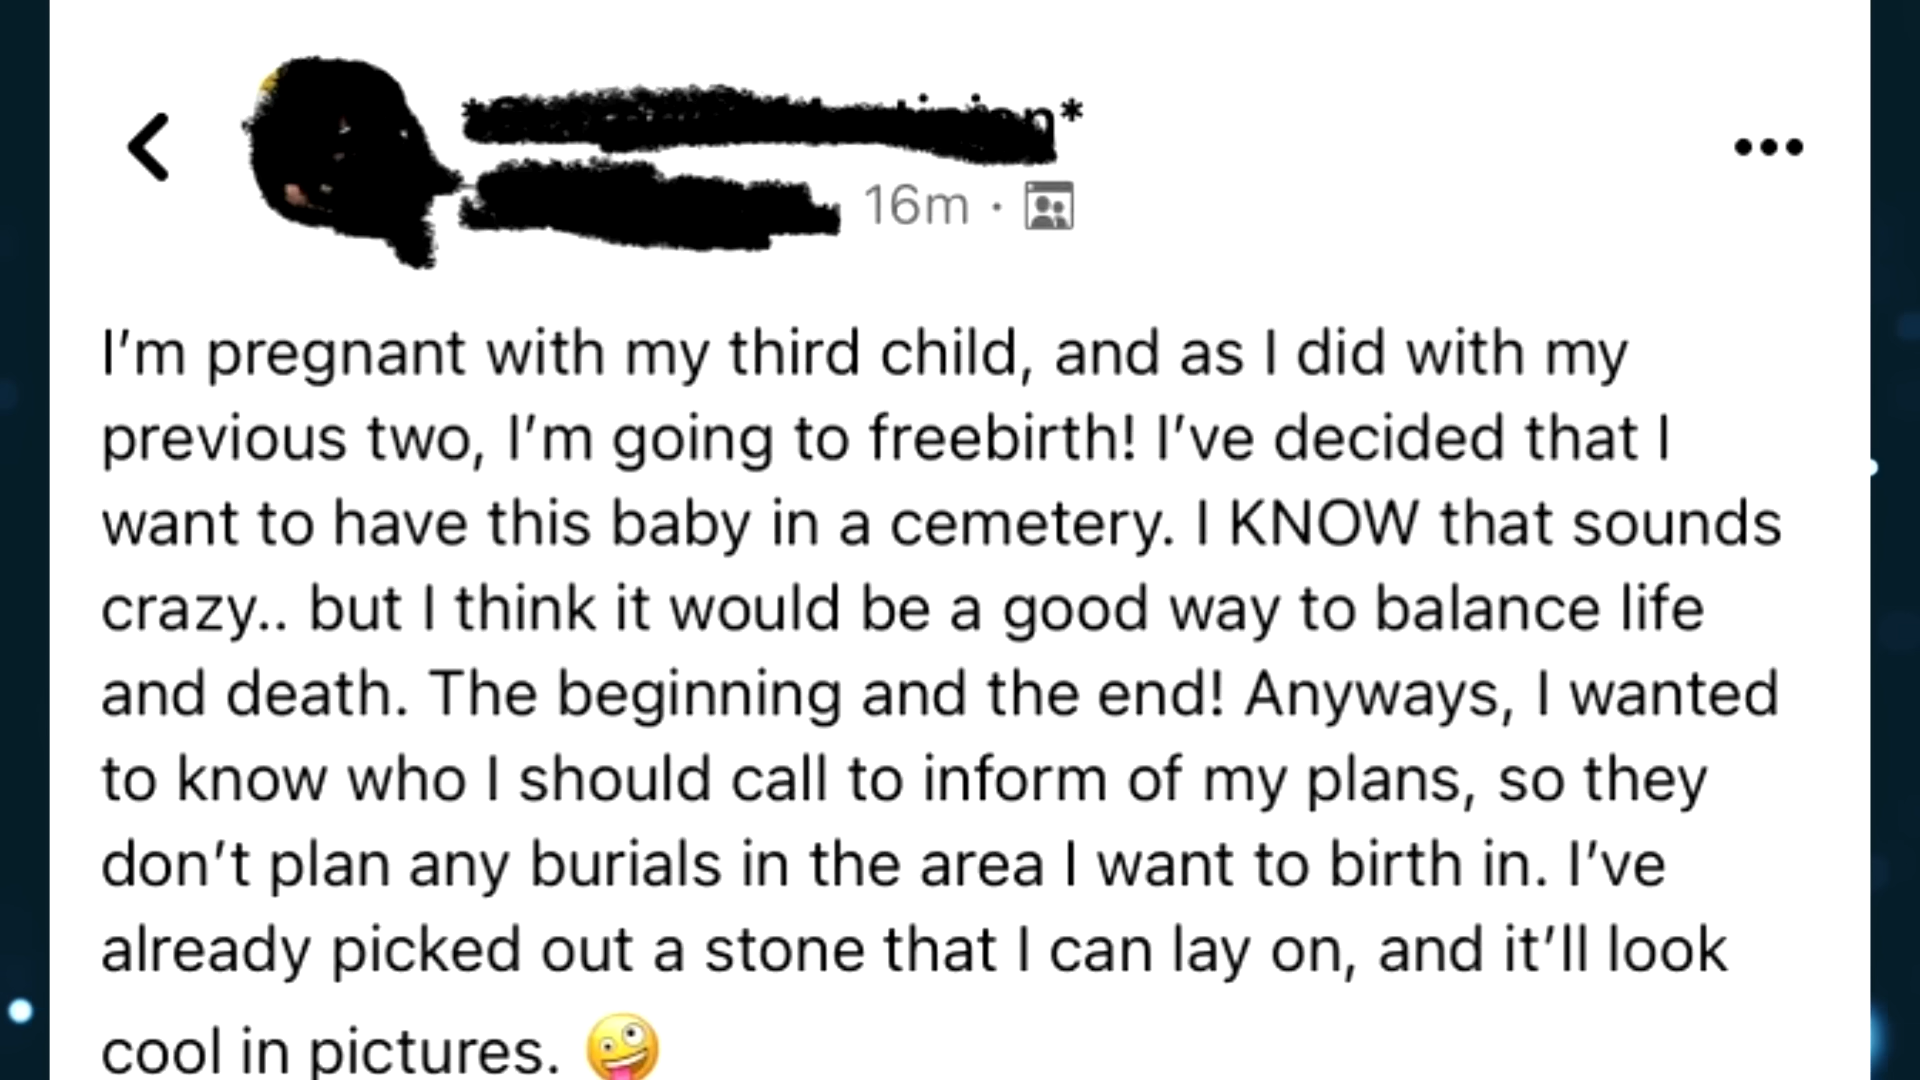 16m ·
I’m pregnant with my third child, and as I did with my
previous two, I’m going to freebirth! I’ve decided that I
want to have this baby in a cemetery. I KNOW that sounds
crazy.. but I think it would be a good way to balance life
and death. The beginning and the end! Anyways, I wanted
to know who I should call to inform of my plans, so they
don’t plan any burials in the area I want to birth in. I’ve
already picked out a stone that I can lay on, and it’ll look
cool in pictures. 🤪